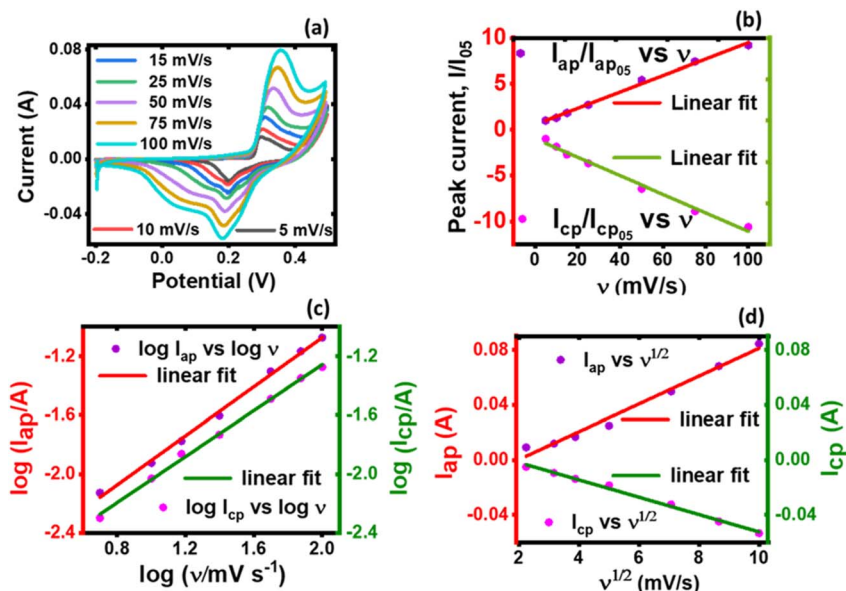 (a)
0.08
0.04
0.00
-0.04
Current (A)
15 mV/s
25 mV/s
50 mV/s
75 mV/s
100 mV/s
10 mV/s
5 mV/s
-0.2 0.0 0.2 0.4
Potential (V)
(b)
10
5
0
-5
-10
Peak current, I/I05
Iap/Iap05 vs ν
Linear fit
Linear fit
Icp/Icp05 vs ν
0 20 40 60 80 100
ν (mV/s)
(c)
-1.2
-1.6
-2.0
-2.4
log (Iap/A)
log Iap vs log ν
linear fit
linear fit
log Icp vs log ν
-1.2
-1.6
-2.0
-2.4
log (Icp/A)
0.8 1.2 1.6 2.0
log (ν/mV s-1)
(d)
0.08
0.04
0.00
-0.04
Iap (A)
Iap vs ν1/2
linear fit
linear fit
Icp vs ν1/2
0.08
0.04
0.00
-0.04
Icp (A)
2 4 6 8 10
ν1/2 (mV/s)